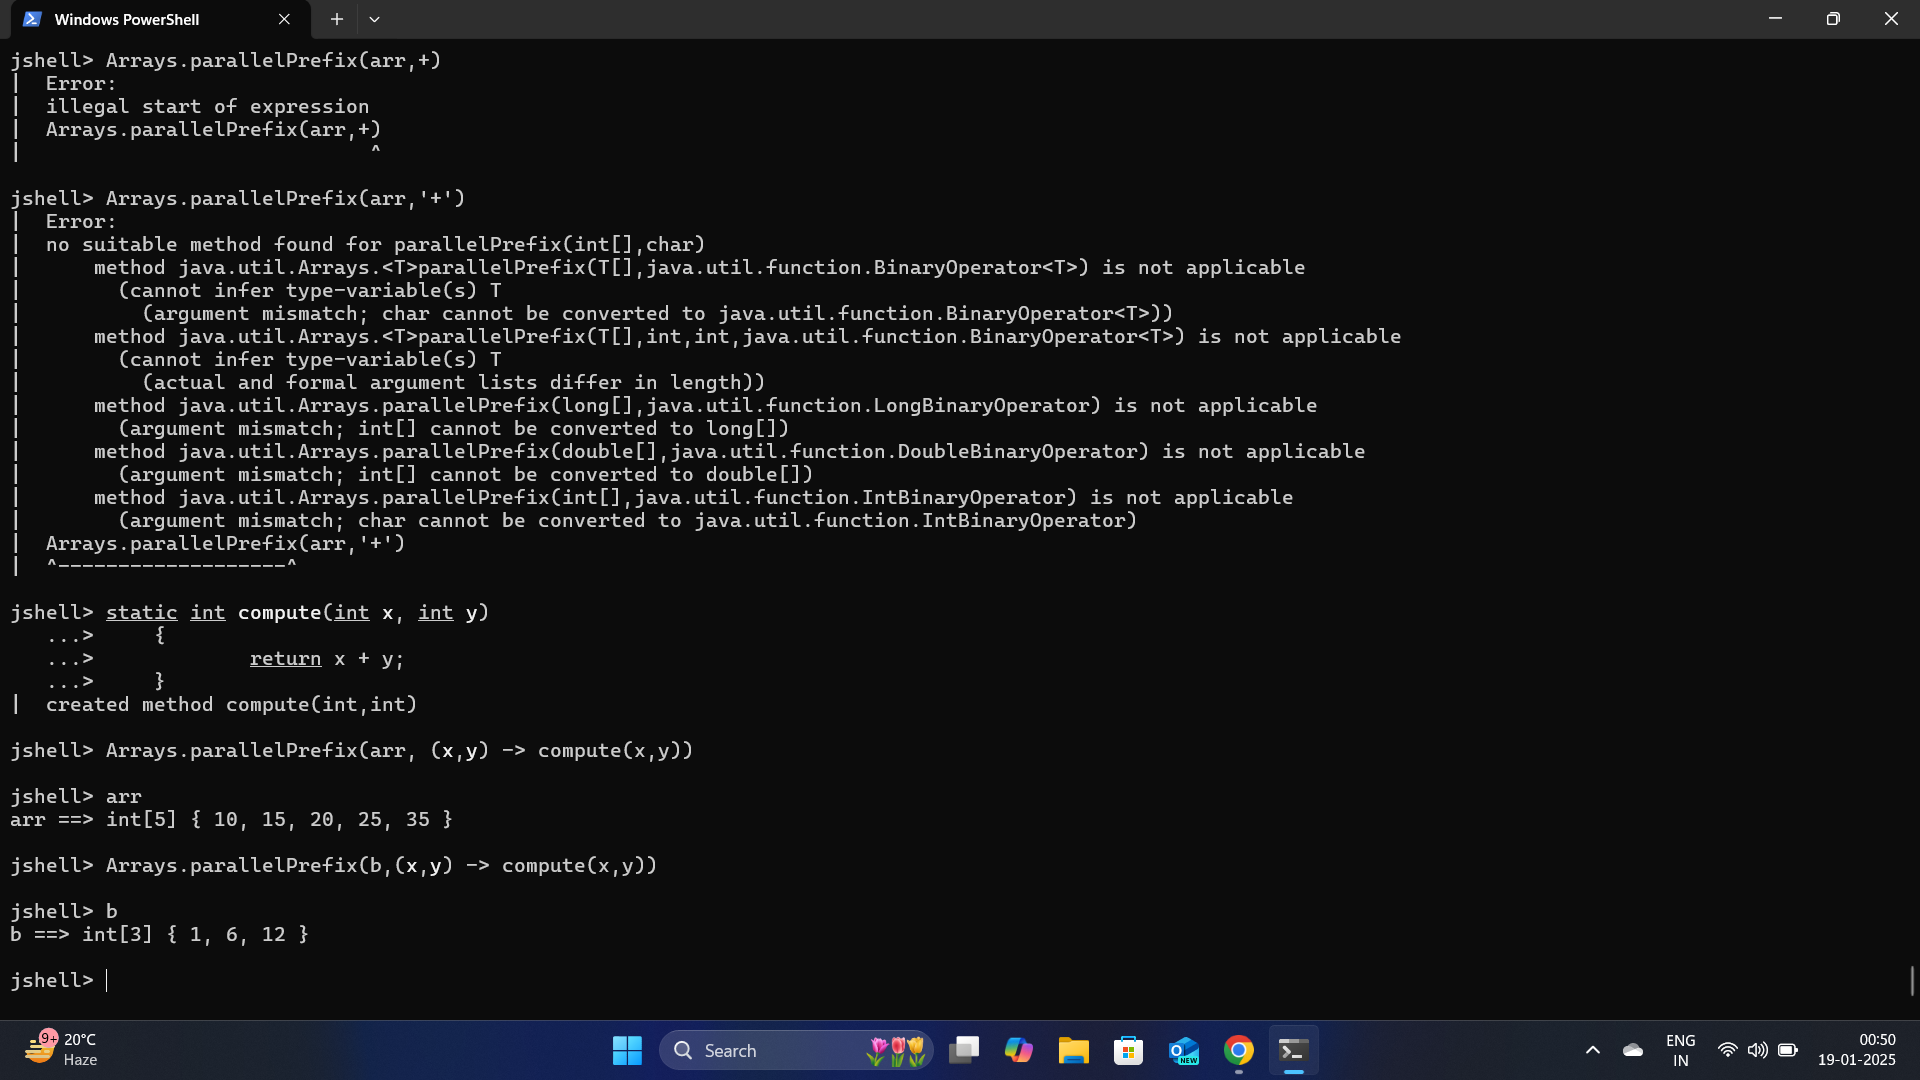 Windows PowerShell
jshell> Arrays.parallelPrefix(arr,+)
|  Error:
|  illegal start of expression
|  Arrays.parallelPrefix(arr,+)
|                              ^
jshell> Arrays.parallelPrefix(arr,'+')
|  Error:
|  no suitable method found for parallelPrefix(int[],char)
|      method java.util.Arrays.<T>parallelPrefix(T[],java.util.function.BinaryOperator<T>) is not applicable
|        (cannot infer type-variable(s) T
|          (argument mismatch; char cannot be converted to java.util.function.BinaryOperator<T>))
|      method java.util.Arrays.<T>parallelPrefix(T[],int,int,java.util.function.BinaryOperator<T>) is not applicable
|        (cannot infer type-variable(s) T
|          (actual and formal argument lists differ in length))
|      method java.util.Arrays.parallelPrefix(long[],java.util.function.LongBinaryOperator) is not applicable
|        (argument mismatch; int[] cannot be converted to long[])
|      method java.util.Arrays.parallelPrefix(double[],java.util.function.DoubleBinaryOperator) is not applicable
|        (argument mismatch; int[] cannot be converted to double[])
|      method java.util.Arrays.parallelPrefix(int[],java.util.function.IntBinaryOperator) is not applicable
|        (argument mismatch; char cannot be converted to java.util.function.IntBinaryOperator)
|  Arrays.parallelPrefix(arr,'+')
|  ^-------------------^
jshell> static int compute(int x, int y)
   ...>     {
   ...>             return x + y;
   ...>     }
|  created method compute(int,int)
jshell> Arrays.parallelPrefix(arr, (x,y) -> compute(x,y))
jshell> arr
arr ==> int[5] { 10, 15, 20, 25, 35 }
jshell> Arrays.parallelPrefix(b,(x,y) -> compute(x,y))
jshell> b
b ==> int[3] { 1, 6, 12 }
jshell>
9+
20°C
Haze
Search
NEW
ENG
IN
00:50
19-01-2025